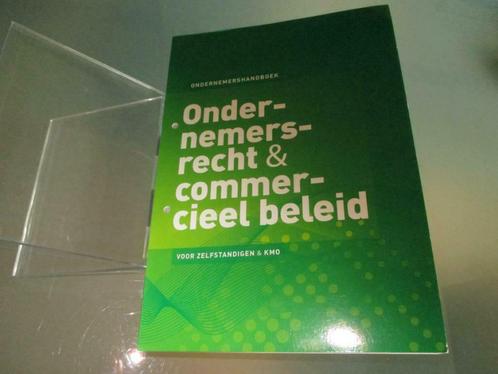 ONDERNEMERSHANDBOEK
Onder-
nemers-
recht &
commer-
cieel beleid
VOOR ZELFSTANDIGEN & KMO